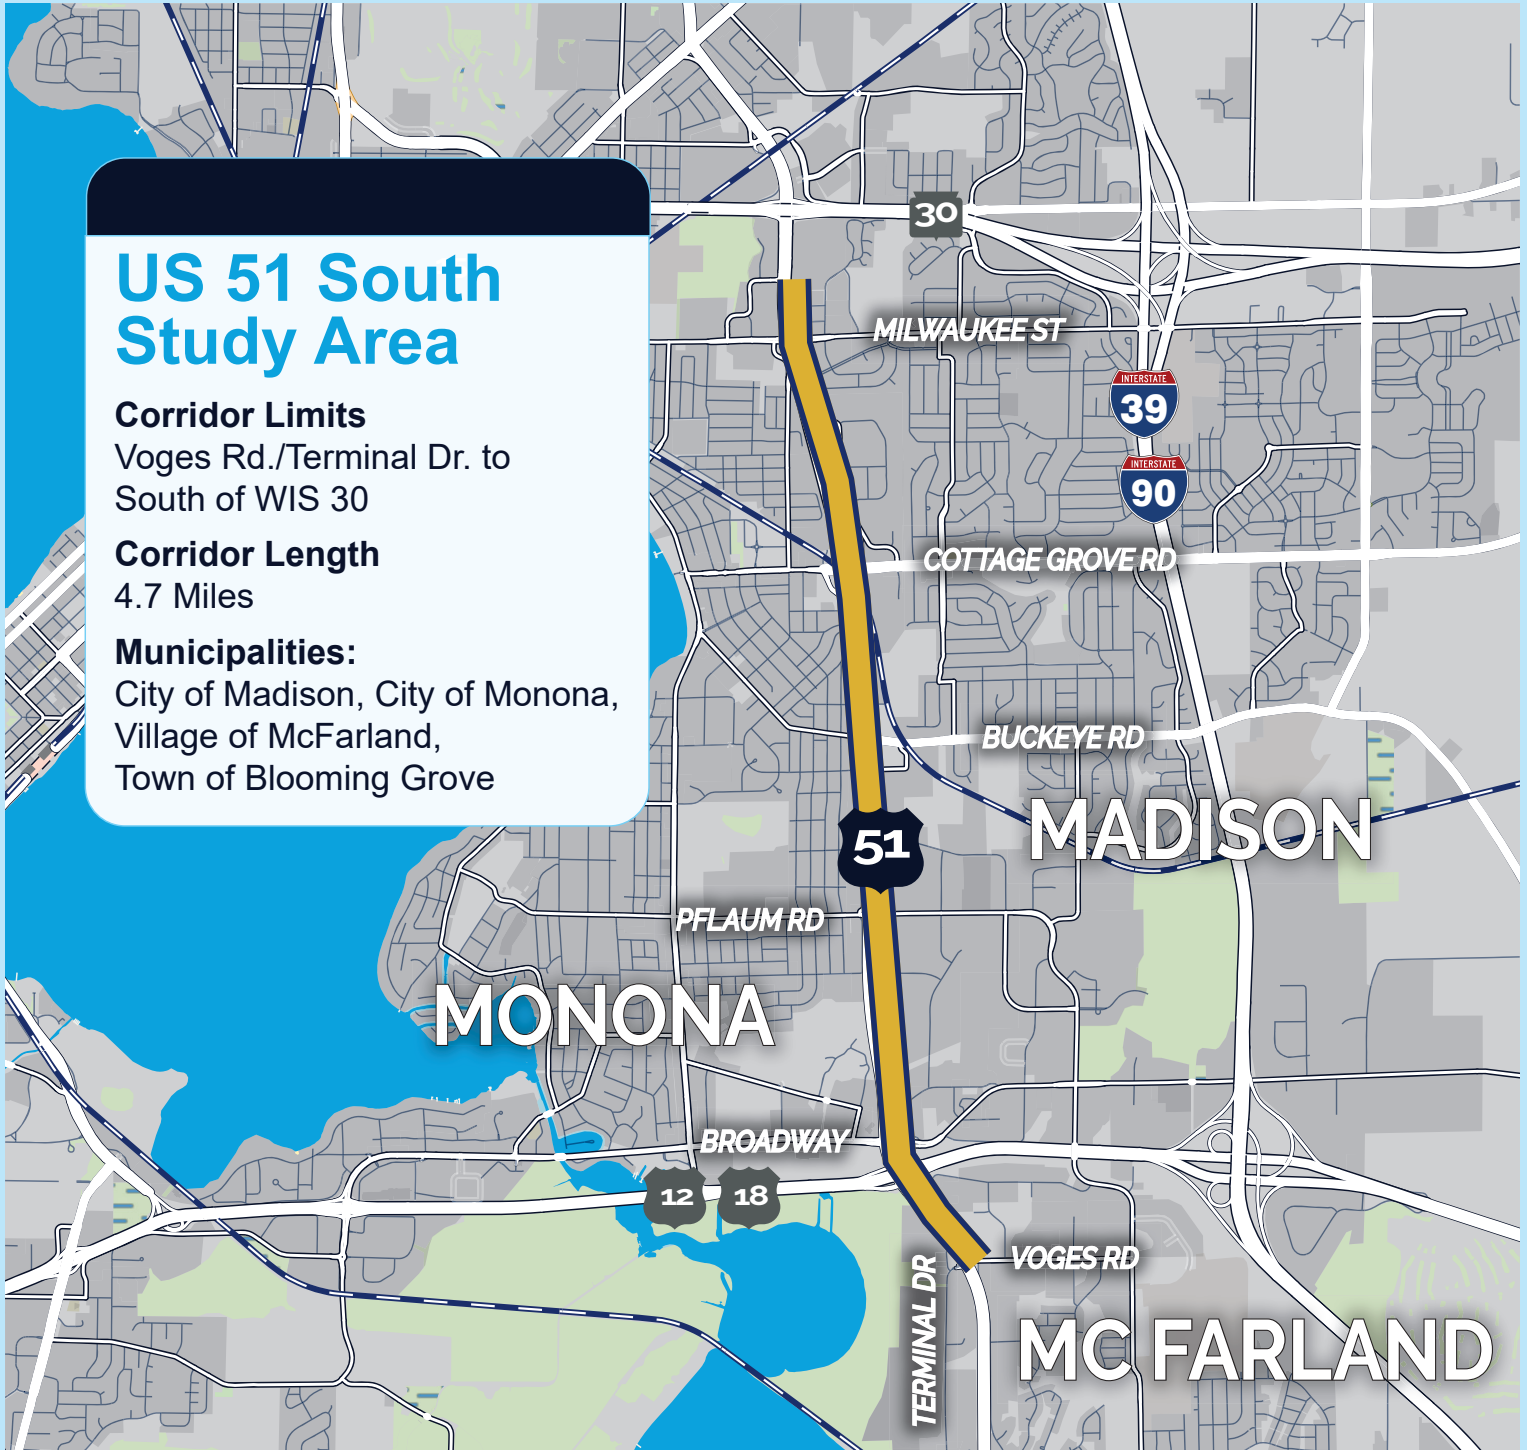 US 51 South
Study Area
Corridor Limits
Voges Rd./Terminal Dr. to
South of WIS 30
Corridor Length
4.7 Miles
Municipalities:
City of Madison, City of Monona,
Village of McFarland,
Town of Blooming Grove
30
MILWAUKEE ST
INTERSTATE
39
INTERSTATE
90
COTTAGE GROVE RD
BUCKEYE RD
MADISON
51
PFLAUM RD
MONONA
BROADWAY
12
18
VOGES RD
TERMINAL DR
MC FARLAND